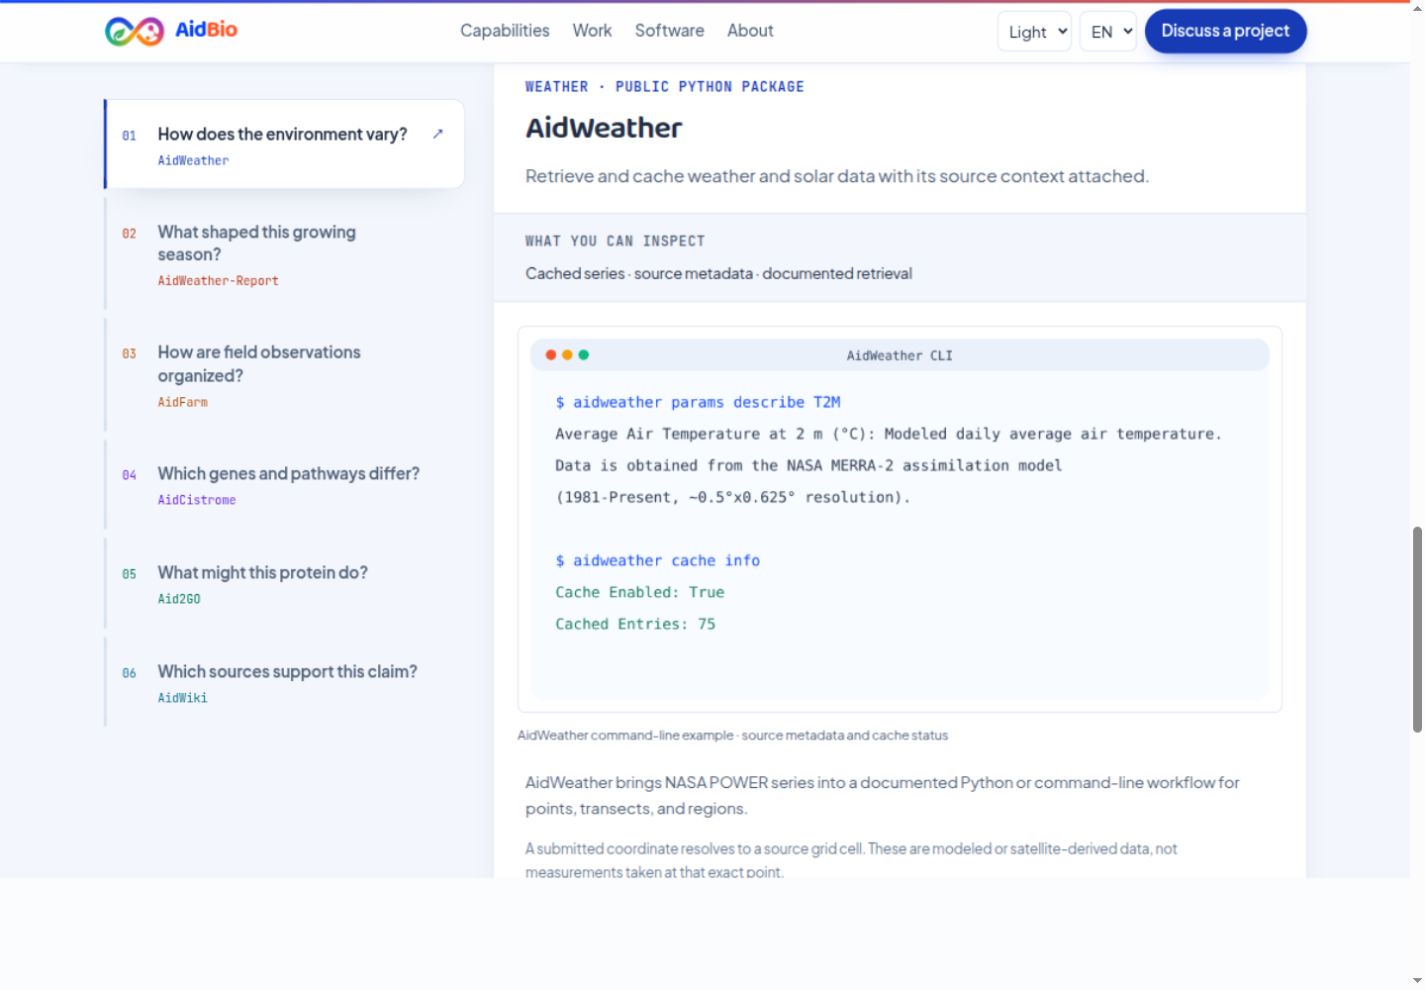 AidBio
Capabilities Work Software About
Light EN Discuss a project
01 How does the environment vary? ↗
AidWeather
02 What shaped this growing
season?
AidWeather-Report
03 How are field observations
organized?
AidFarm
04 Which genes and pathways differ?
AidCistrome
05 What might this protein do?
Aid2GO
06 Which sources support this claim?
AidWiki
WEATHER · PUBLIC PYTHON PACKAGE
AidWeather
Retrieve and cache weather and solar data with its source context attached.
WHAT YOU CAN INSPECT
Cached series · source metadata · documented retrieval
AidWeather CLI
$ aidweather params describe T2M
Average Air Temperature at 2 m (°C): Modeled daily average air temperature.
Data is obtained from the NASA MERRA-2 assimilation model
(1981-Present, ~0.5°x0.625° resolution).
$ aidweather cache info
Cache Enabled: True
Cached Entries: 75
AidWeather command-line example · source metadata and cache status
AidWeather brings NASA POWER series into a documented Python or command-line workflow for
points, transects, and regions.
A submitted coordinate resolves to a source grid cell. These are modeled or satellite-derived data, not
measurements taken at that exact point.